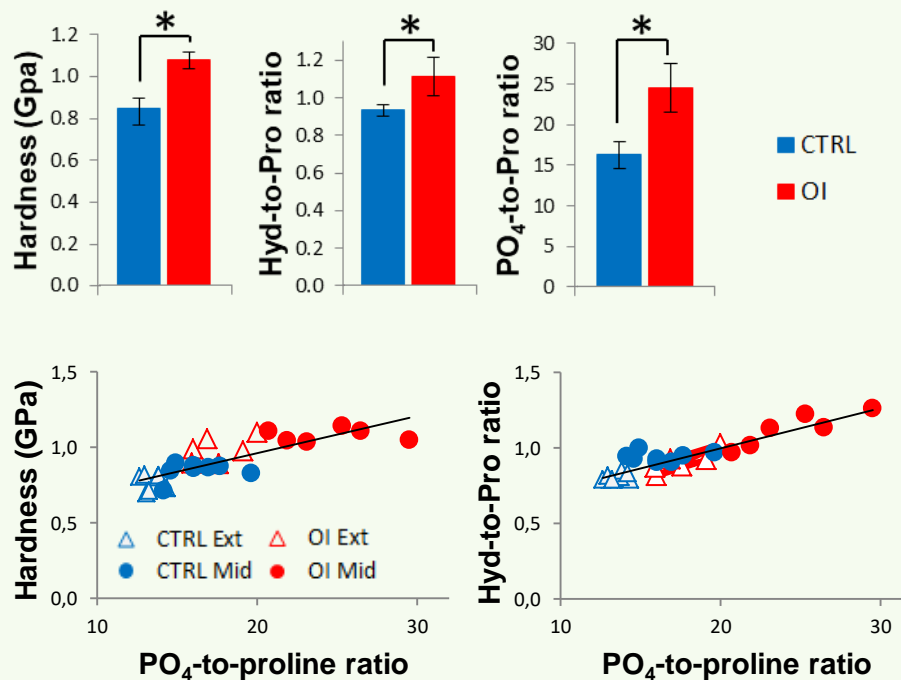 Hardness (Gpa)
1.2
1.0
0.8
0.6
0.4
0.2
0.0
*
Hyd-to-Pro ratio
1.2
1.0
0.8
0.6
0.4
0.2
0.0
*
PO₄-to-Pro ratio
30
25
20
15
10
5
0
*
CTRL
OI
Hardness (GPa)
1,5
1,0
0,5
0,0
CTRL Ext
OI Ext
CTRL Mid
OI Mid
10 20 30
PO₄-to-proline ratio
Hyd-to-Pro ratio
1,5
1,0
0,5
0,0
10 20 30
PO₄-to-proline ratio